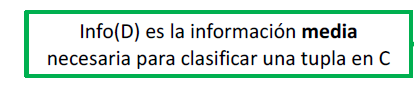 Info(D) es la información media
necesaria para clasificar una tupla en C